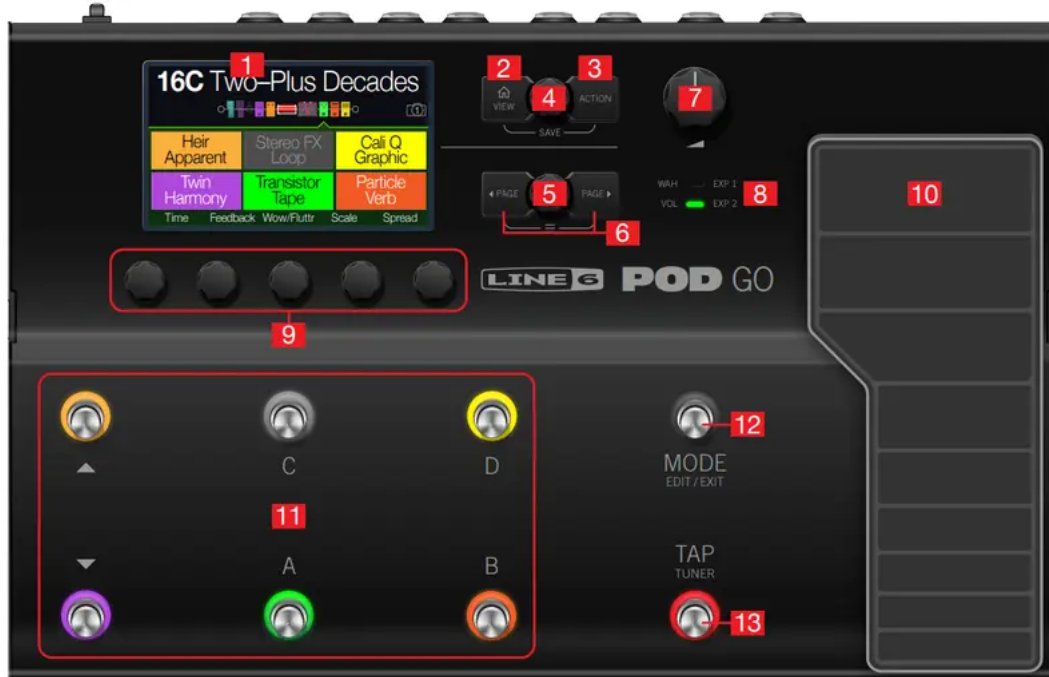 1
16C Two-Plus Decades
1
Heir Apparent
Stereo FX Loop
Cali Q Graphic
Twin Harmony
Transistor Tape
Particle Verb
Time Feedback Wow/Fluttr Scale Spread
2
3
VIEW
4
ACTION
SAVE
7
PAGE
5
PAGE
6
WAH EXP 1
VOL EXP 2
8
10
LINE 6 POD GO
9
C
D
12
MODE
EDIT / EXIT
11
A
B
TAP
TUNER
13